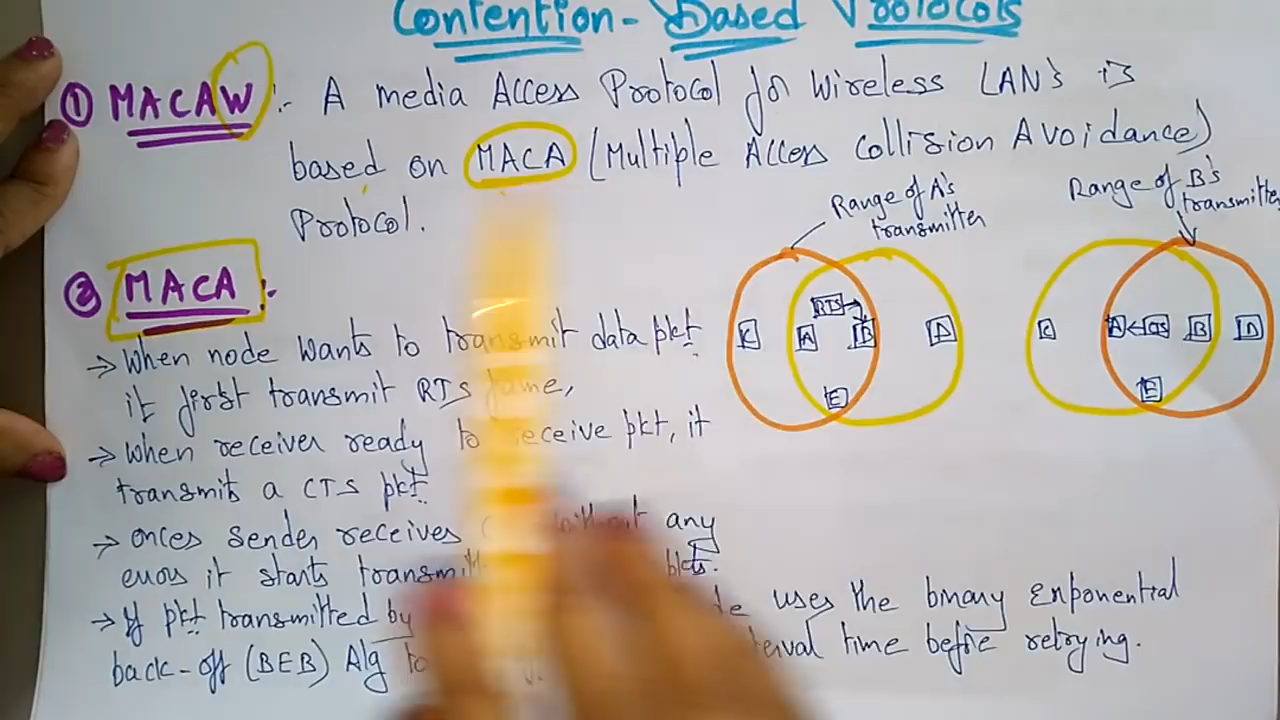 Contention-Based Protocols
① MACAW :- A media Access Protocol for Wireless LAN's is
based on MACA (Multiple Access Collision Avoidance)
Protocol.
Range of A's
transmitter
Range of B's
transmitter
② MACA :-
→ When node wants to transmit data pkt
it first transmit RTS frame,
→ When receiver ready to receive pkt, it
transmits a CTS pkt.
→ onces sender receives without any
errors it starts
→ If pkt transmitted by uses the binary Exponential
back-off (BEB) Alg to time before retrying.
C A RTS→ B D E
C A ←CTS B D E